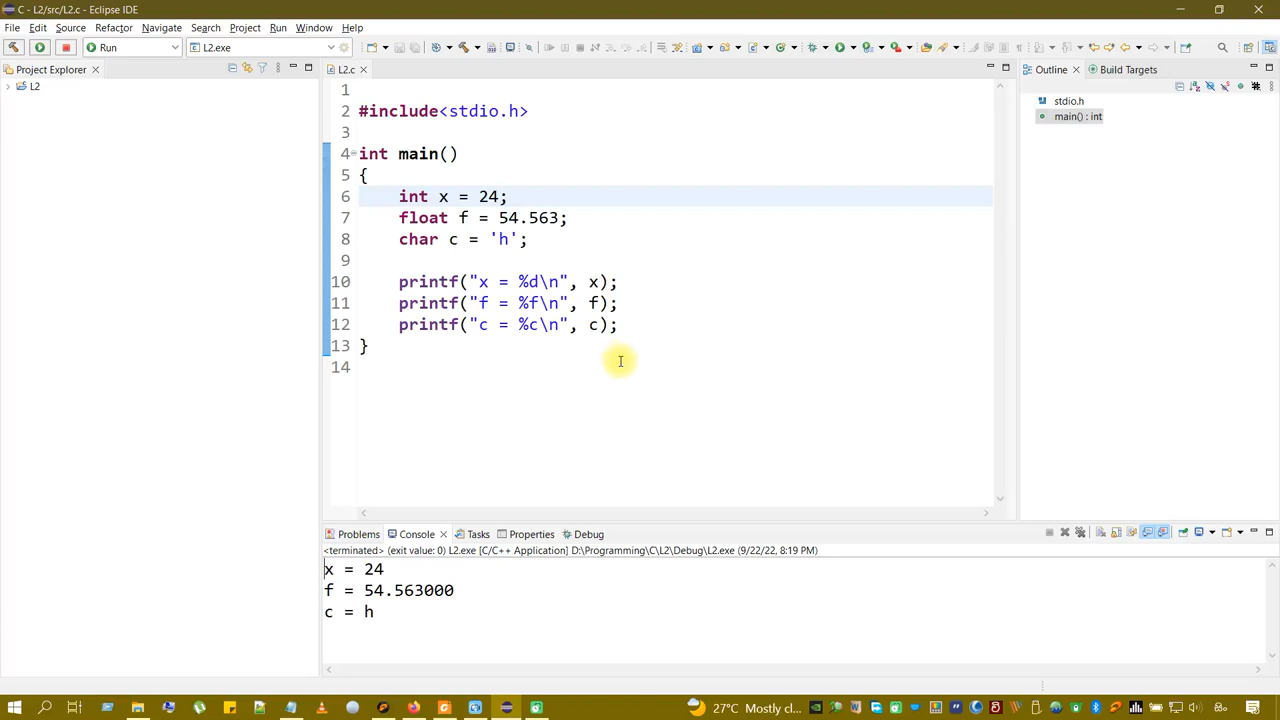 C - L2/src/L2.c - Eclipse IDE
File Edit Source Refactor Navigate Search Project Run Window Help
Run
L2.exe
Project Explorer
L2
L2.c
1
2 #include<stdio.h>
3
4 int main()
5 {
6 int x = 24;
7 float f = 54.563;
8 char c = 'h';
9
10 printf("x = %d\n", x);
11 printf("f = %f\n", f);
12 printf("c = %c\n", c);
13 }
14
Outline Build Targets
stdio.h
main() : int
Problems Console Tasks Properties Debug
<terminated> (exit value: 0) L2.exe [C/C++ Application] D:\Programming\C\L2\Debug\L2.exe (9/22/22, 8:19 PM)
x = 24
f = 54.563000
c = h
27°C Mostly cl...